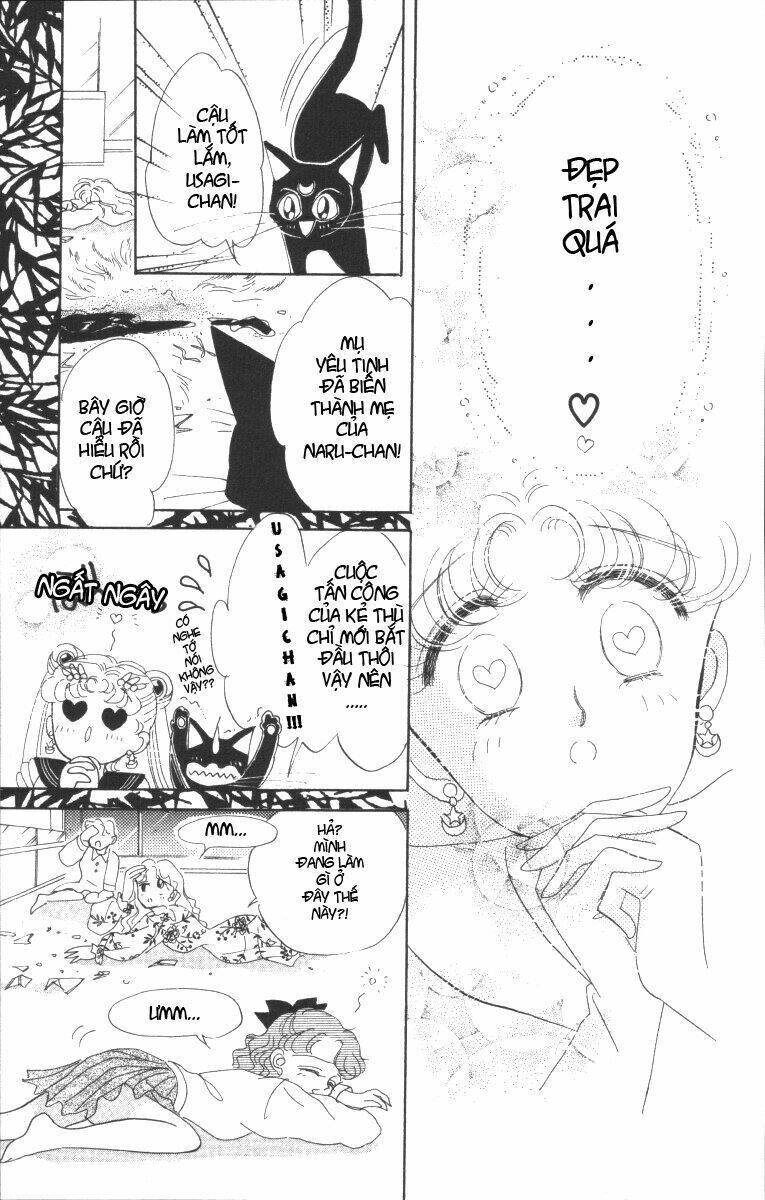 ĐẸP
TRAI
QUÁ
.
.
.
♡
CẬU
LÀM TỐT
LẮM,
USAGI-
CHAN!
MỤ
YÊU TINH
ĐÃ BIẾN
THÀNH MẸ
CỦA
NARU-CHAN!
BÂY GIỜ
CẬU ĐÃ
HIỂU RỒI
CHỨ?
CUỘC
TẤN CÔNG
CỦA KẺ THÙ
CHỈ MỚI BẮT
ĐẦU THÔI
VẬY NÊN
.....
USAGICHAN!!!
CÓ
NGHE
TỚ
NÓI
KHÔNG
VẬY??
NGẤT NGÂY
HẢ?
MÌNH
ĐANG LÀM
GÌ Ở
ĐÂY THẾ
NÀY?!
MM...
ƯMM...